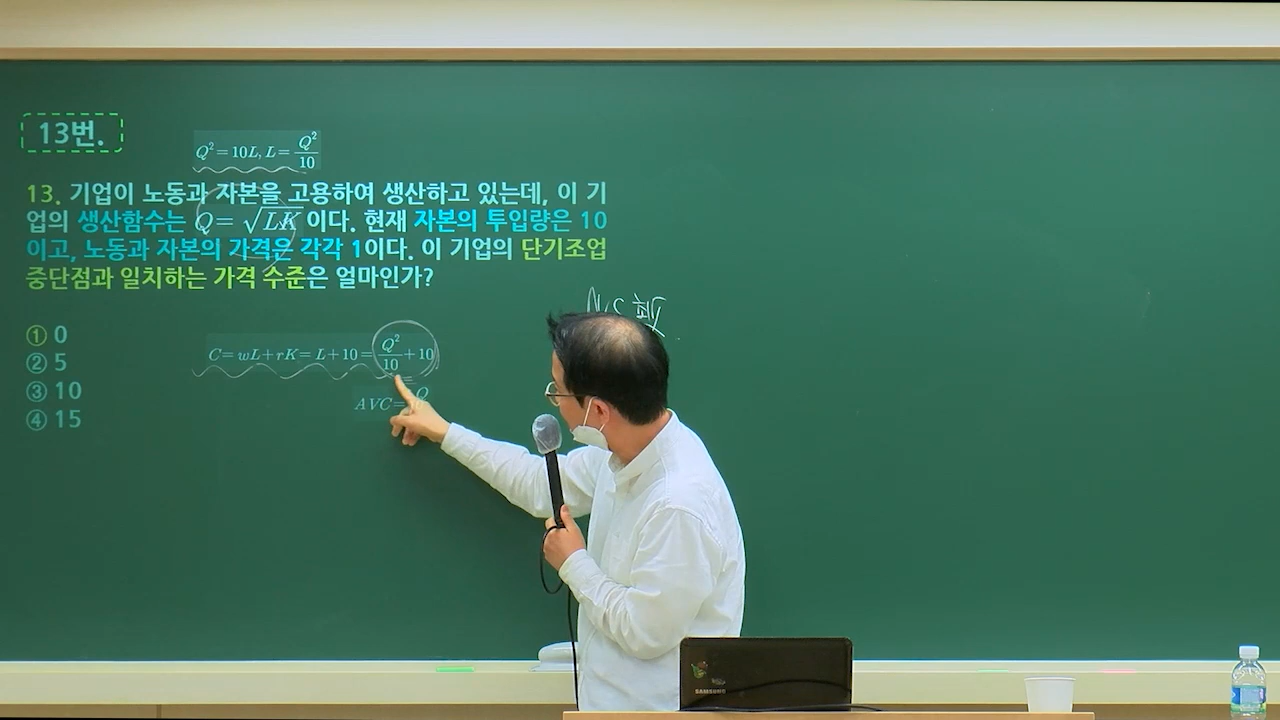 13번.
Q² = 10L, L = Q²/10
13. 기업이 노동과 자본을 고용하여 생산하고 있는데, 이 기
업의 생산함수는 Q = √LK 이다. 현재 자본의 투입량은 10
이고, 노동과 자본의 가격은 각각 1이다. 이 기업의 단기조업
중단점과 일치하는 가격 수준은 얼마인가?
① 0
② 5
③ 10
④ 15
C = wL + rK = L + 10 = Q²/10 + 10
AVC = Q
SAMSUNG